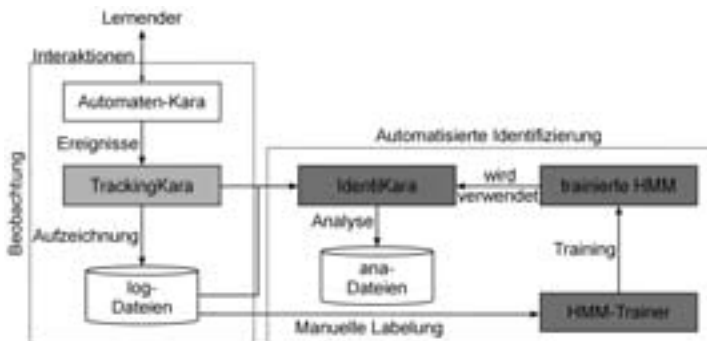 Lernender
Interaktionen
Automaten-Kara
Ereignisse
Automatisierte Identifizierung
Beobachtung
TrackingKara
IdentiKara
wird
verwendet
trainierte HMM
Aufzeichnung
Analyse
Training
log-
Dateien
ana-
Dateien
HMM-Trainer
Manuelle Labelung